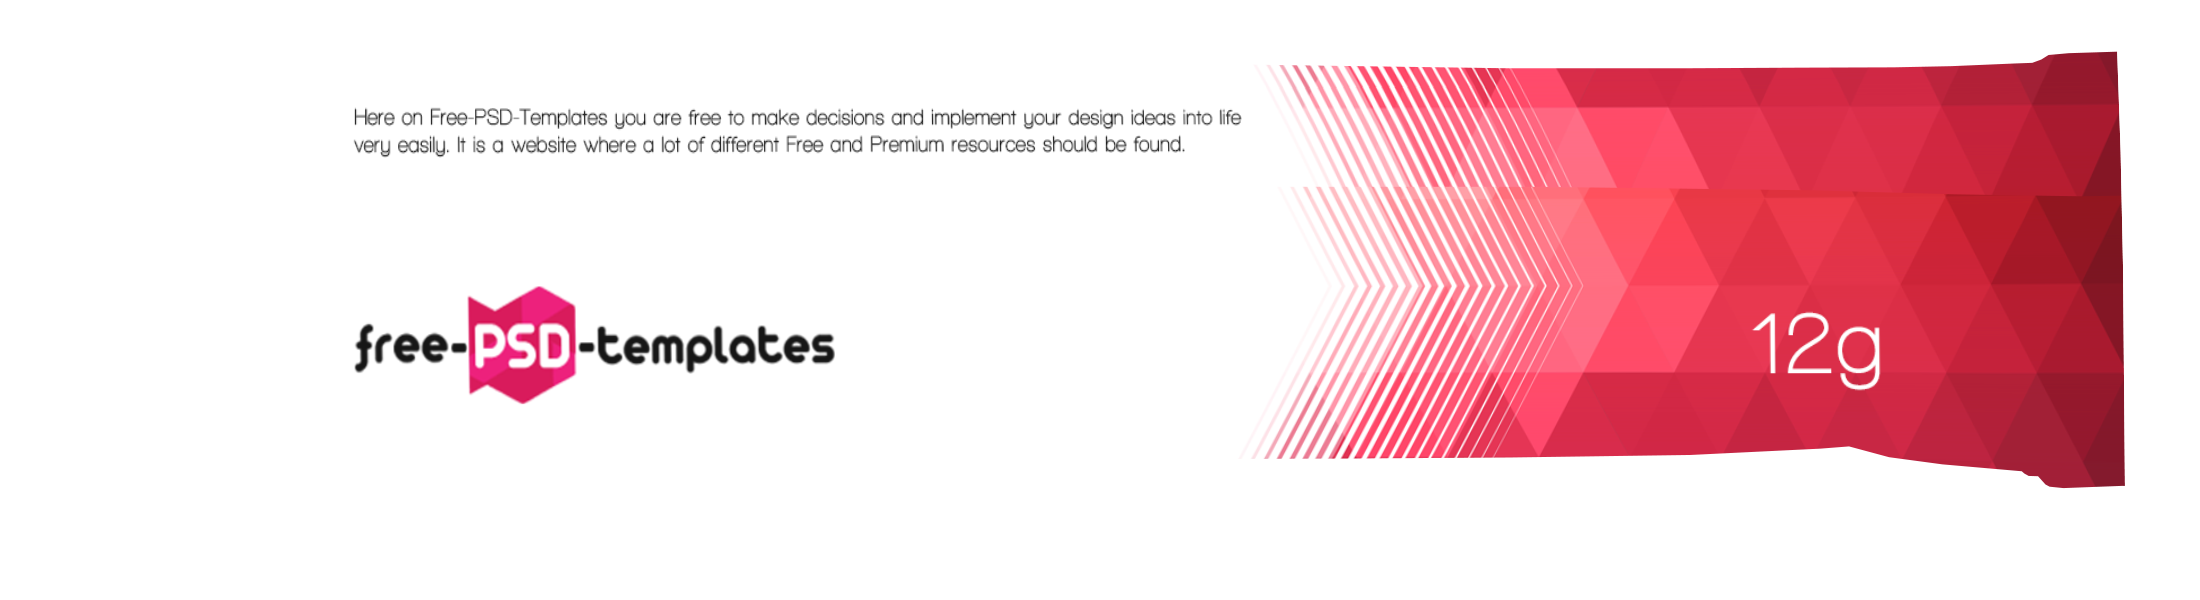 Here on Free-PSD-Templates you are free to make decisions and implement your design ideas into life
very easily. It is a website where a lot of different Free and Premium resources should be found.
free-PSD-templates
12g